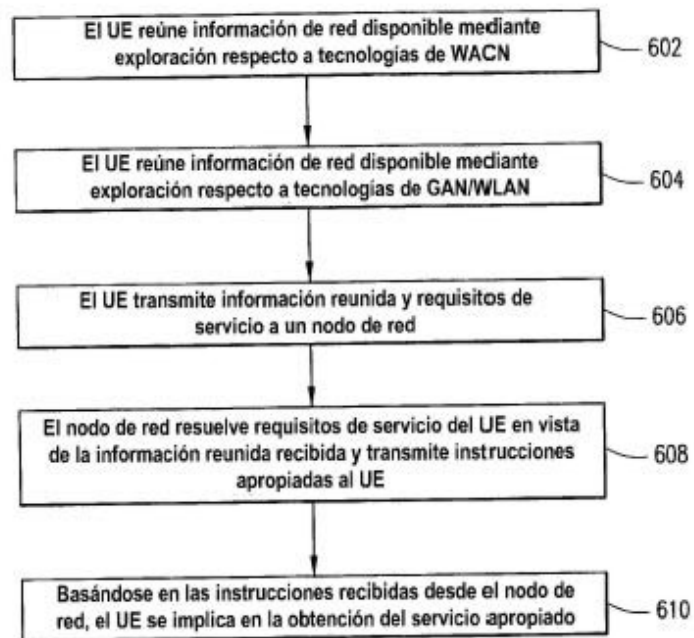 El UE reúne información de red disponible mediante
exploración respecto a tecnologías de WACN
602
El UE reúne información de red disponible mediante
exploración respecto a tecnologías de GAN/WLAN
604
El UE transmite información reunida y requisitos de
servicio a un nodo de red
606
El nodo de red resuelve requisitos de servicio del UE en vista
de la información reunida recibida y transmite instrucciones
apropiadas al UE
608
Basándose en las instrucciones recibidas desde el nodo de
red, el UE se implica en la obtención del servicio apropiado
610